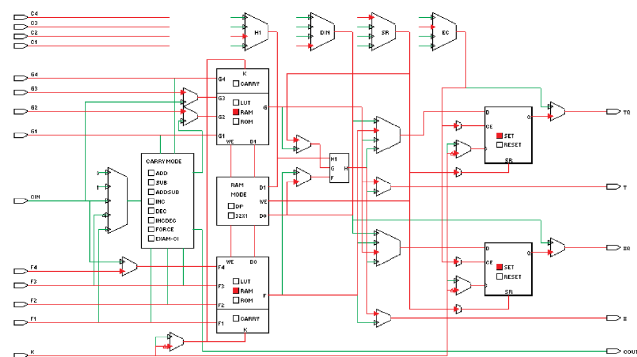 C4
C3
C2
C1
H1
DIN
SR
EC
G4
G3
G2
G1
K
G4
G3
G2
G1
G
CARRY
LUT
RAM
ROM
WE
D1
CARRY MODE
ADD
SUB
ADDSUB
INC
DEC
INCDEC
FORCE
EXAM-CI
CIN
RAM
MODE
DP
32X1
D1
WE
D0
H1
G
F
H
D
CE
Q
SET
RESET
SR
YQ
Y
F4
F3
F2
F1
K
WE
D0
F4
F3
F2
F1
F
LUT
RAM
ROM
CARRY
K
D
CE
Q
SET
RESET
SR
XQ
X
COUT